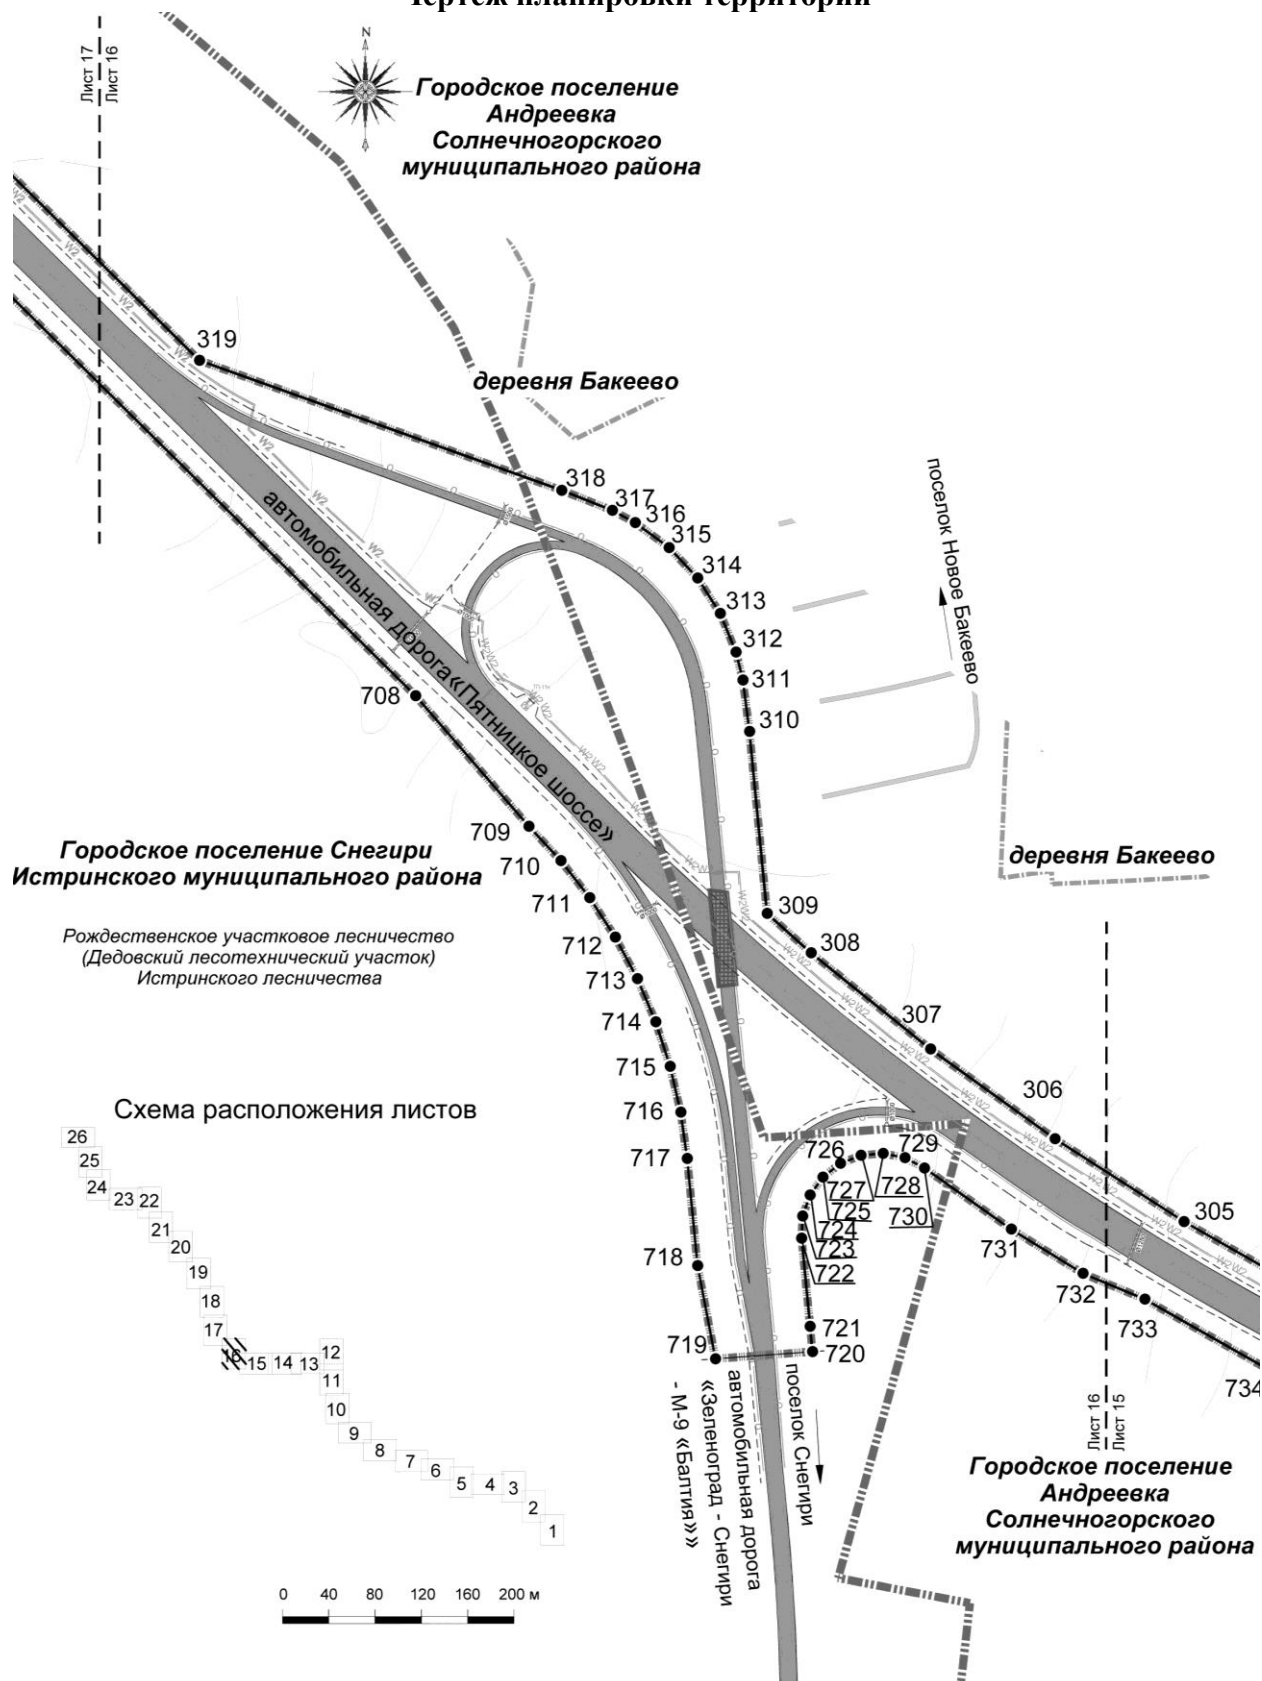 Чертеж планировки территории
Лист 17
Лист 16
N
Городское поселение
Андреевка
Солнечногорского
муниципального района
319
деревня Бакеево
318
317
316
315
314
313
312
311
310
309
308
307
306
305
поселок Новое Бакеево
автомобильная дорога «Пятницкое шоссе»
708
709
710
711
712
713
714
715
716
717
718
719
Городское поселение Снегири
Истринского муниципального района
Рождественское участковое лесничество
(Дедовский лесотехнический участок)
Истринского лесничества
деревня Бакеево
726
729
727
728
725
730
724
723
722
721
720
731
732
733
734
поселок Снегири
автомобильная дорога
«Зеленоград - Снегири
- М-9 «Балтия»»
Лист 16
Лист 15
Городское поселение
Андреевка
Солнечногорского
муниципального района
Схема расположения листов
26
25
24
23
22
21
20
19
18
17
16
15
14
13
12
11
10
9
8
7
6
5
4
3
2
1
0 40 80 120 160 200 м